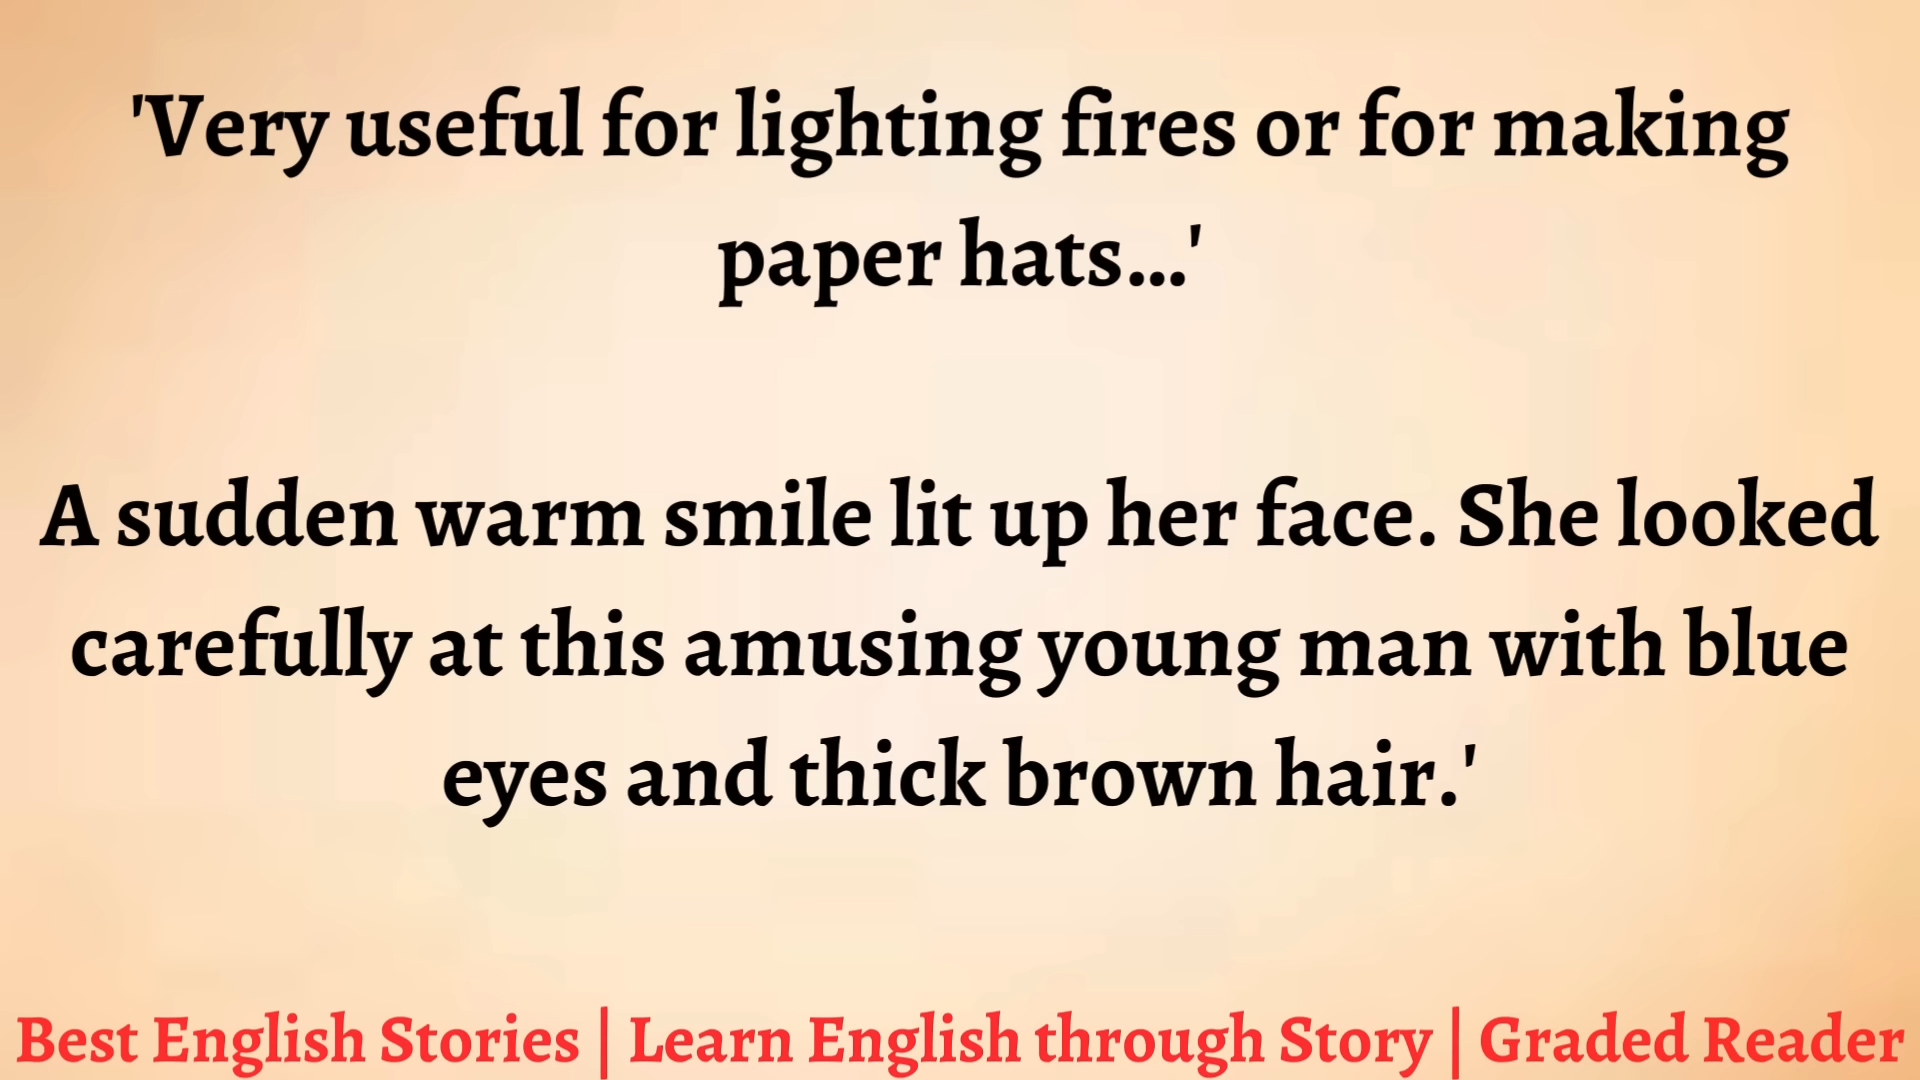 'Very useful for lighting fires or for making
paper hats...'
A sudden warm smile lit up her face. She looked
carefully at this amusing young man with blue
eyes and thick brown hair.'
Best English Stories | Learn English through Story | Graded Reader